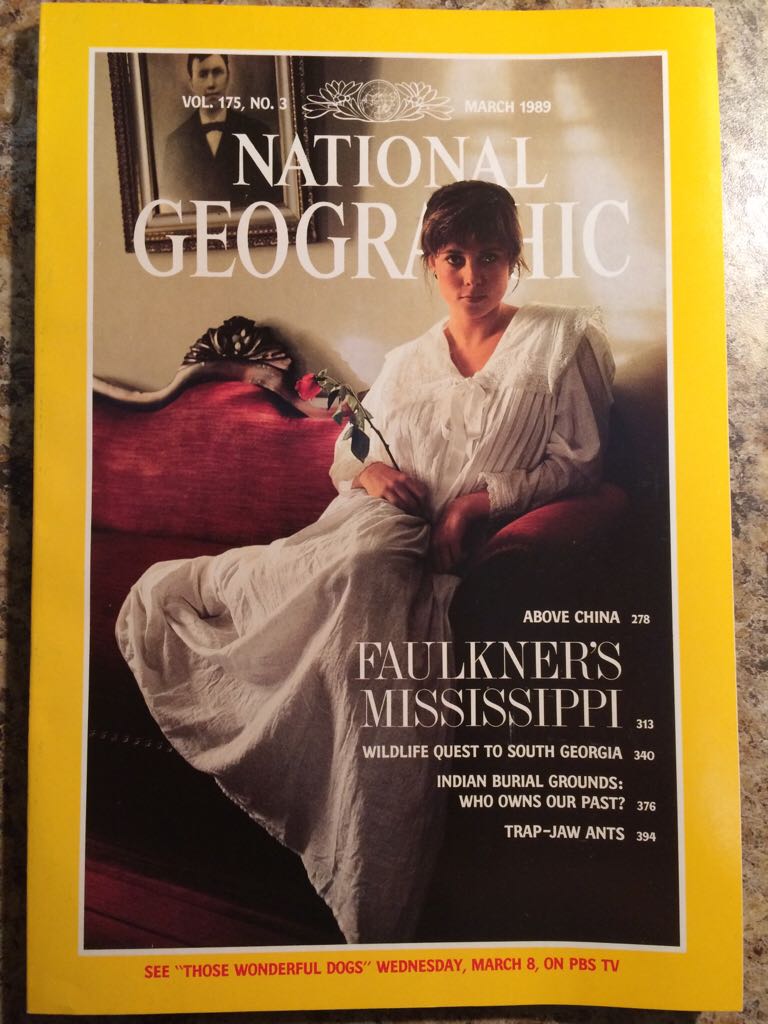 VOL. 175, NO. 3
MARCH 1989
NATIONAL
GEOGRAPHIC
ABOVE CHINA 278
FAULKNER'S
MISSISSIPPI 313
WILDLIFE QUEST TO SOUTH GEORGIA 340
INDIAN BURIAL GROUNDS:
WHO OWNS OUR PAST? 376
TRAP-JAW ANTS 394
SEE "THOSE WONDERFUL DOGS" WEDNESDAY, MARCH 8, ON PBS TV